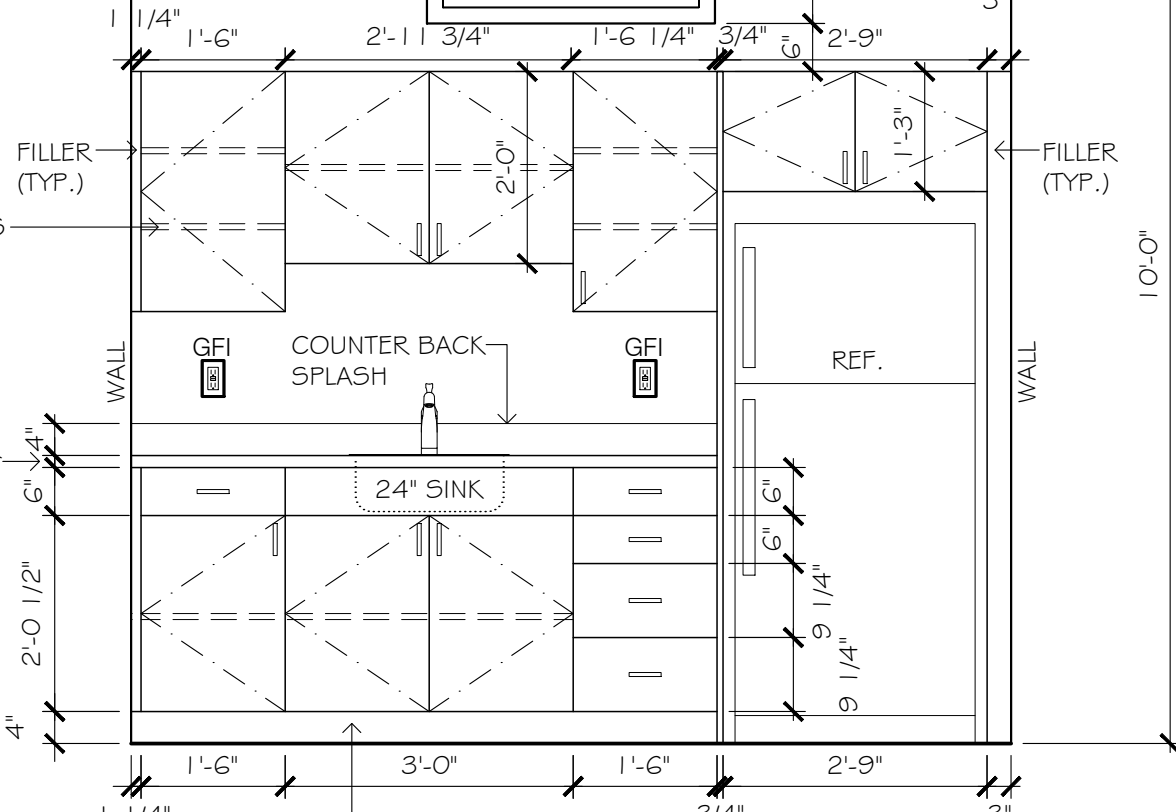 1 1/4"
1'-6"
2'-11 3/4"
1'-6 1/4"
3/4"
6"
2'-9"
3
FILLER
(TYP.)
2'-0"
1'-3"
FILLER
(TYP.)
10'-0"
WALL
GFI
COUNTER BACK
SPLASH
GFI
REF.
WALL
4"
6"
24" SINK
6"
6"
2'-0 1/2"
9 1/4"
9 1/4"
4"
1'-6"
3'-0"
1'-6"
2'-9"
1 1/4"
3/4"
3"